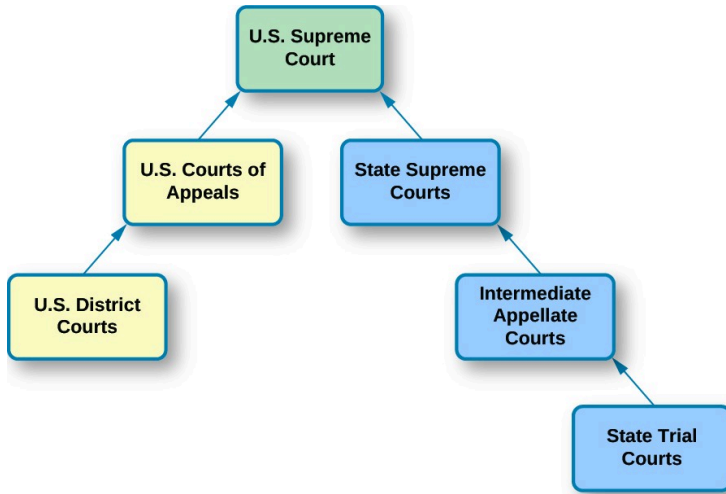 U.S. Supreme
Court
U.S. Courts of
Appeals
State Supreme
Courts
U.S. District
Courts
Intermediate
Appellate
Courts
State Trial
Courts